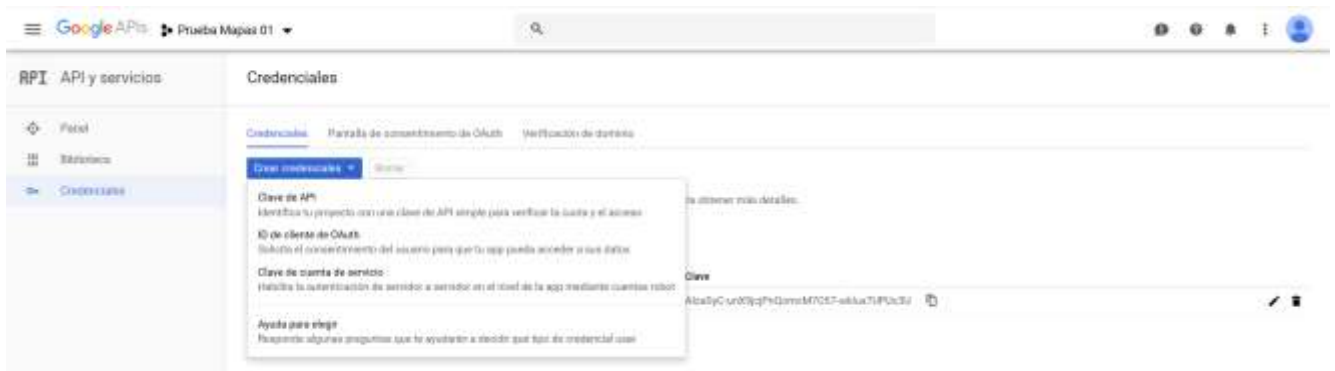 Google APIs Prueba Mapas 01
API API y servicios
Credenciales
Panel
Biblioteca
Credenciales
Credenciales Pantalla de consentimiento de OAuth Verificación de dominio
Crear credenciales Borrar
Clave de API
Identifica tu proyecto con una clave de API simple para verificar la cuota y el acceso
ID de cliente de OAuth
Solicita el consentimiento del usuario para que tu app pueda acceder a sus datos
Clave de cuenta de servicio
Habilita la autenticación de servidor a servidor en el nivel de la app mediante cuentas robot
Ayuda para elegir
Responde algunas preguntas que te ayudarán a decidir qué tipo de credencial usar
obtener más detalles.
Clave